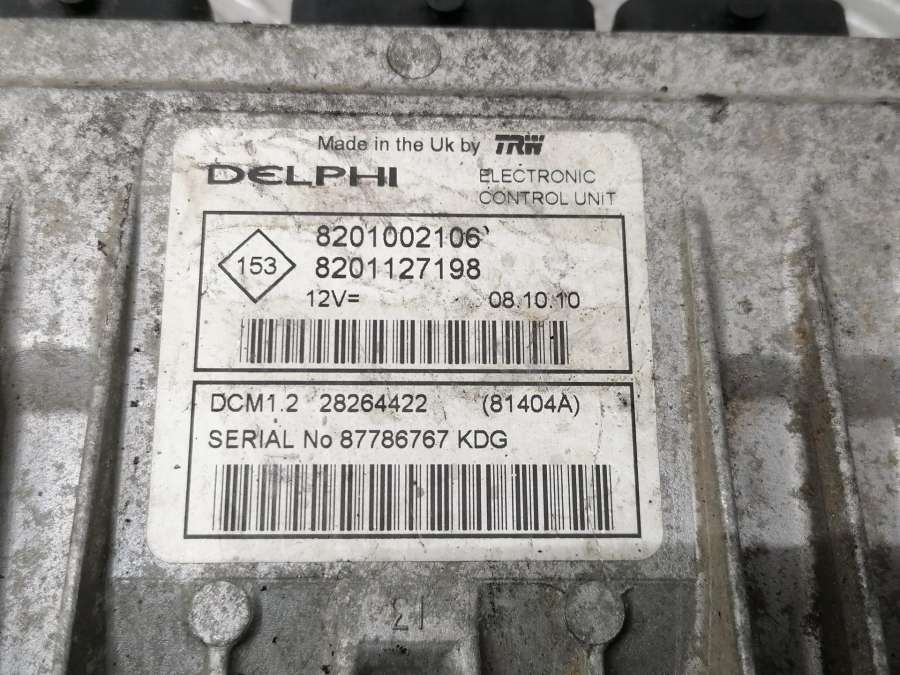 Made in the Uk by TRW
DELPHI
ELECTRONIC
CONTROL UNIT
153
8201002106
8201127198
12V= 08.10.10
DCM1.2 28264422 (81404A)
SERIAL No 87786767 KDG